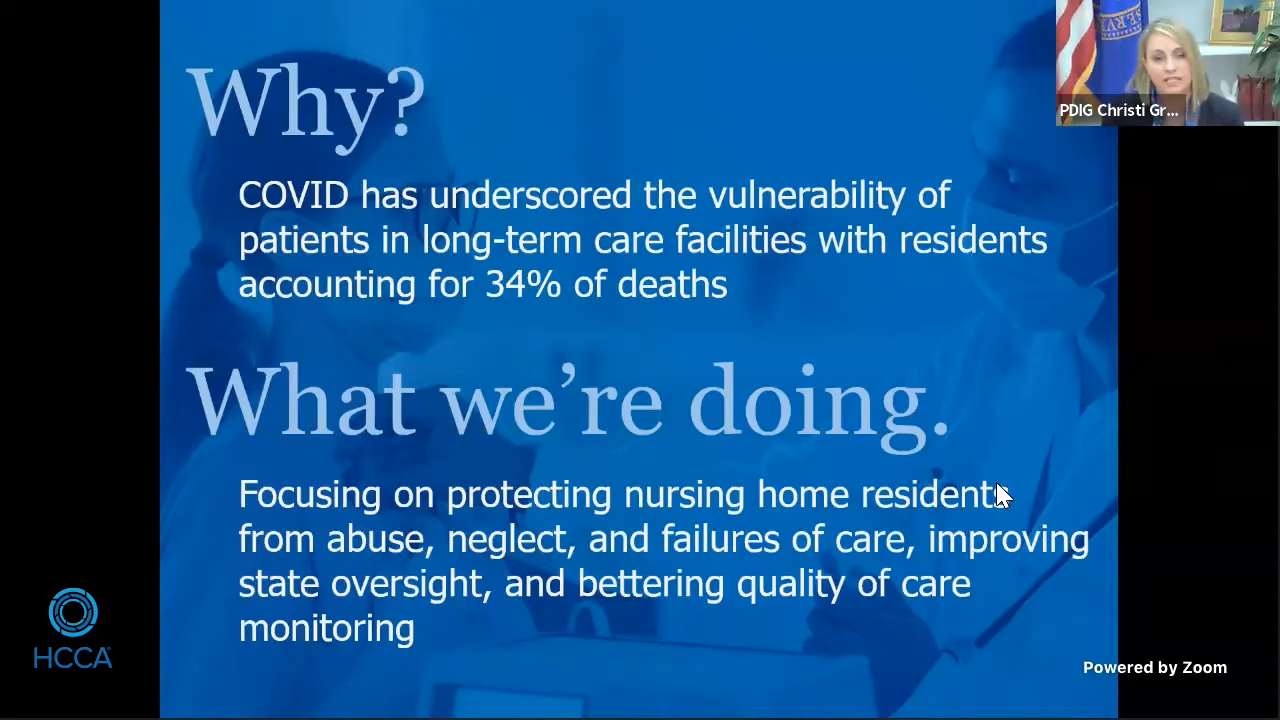 Why?
COVID has underscored the vulnerability of
patients in long-term care facilities with residents
accounting for 34% of deaths
What we're doing.
Focusing on protecting nursing home residents
from abuse, neglect, and failures of care, improving
state oversight, and bettering quality of care
monitoring
PDIG Christi Gr...
SERVI
HCCA
Powered by Zoom